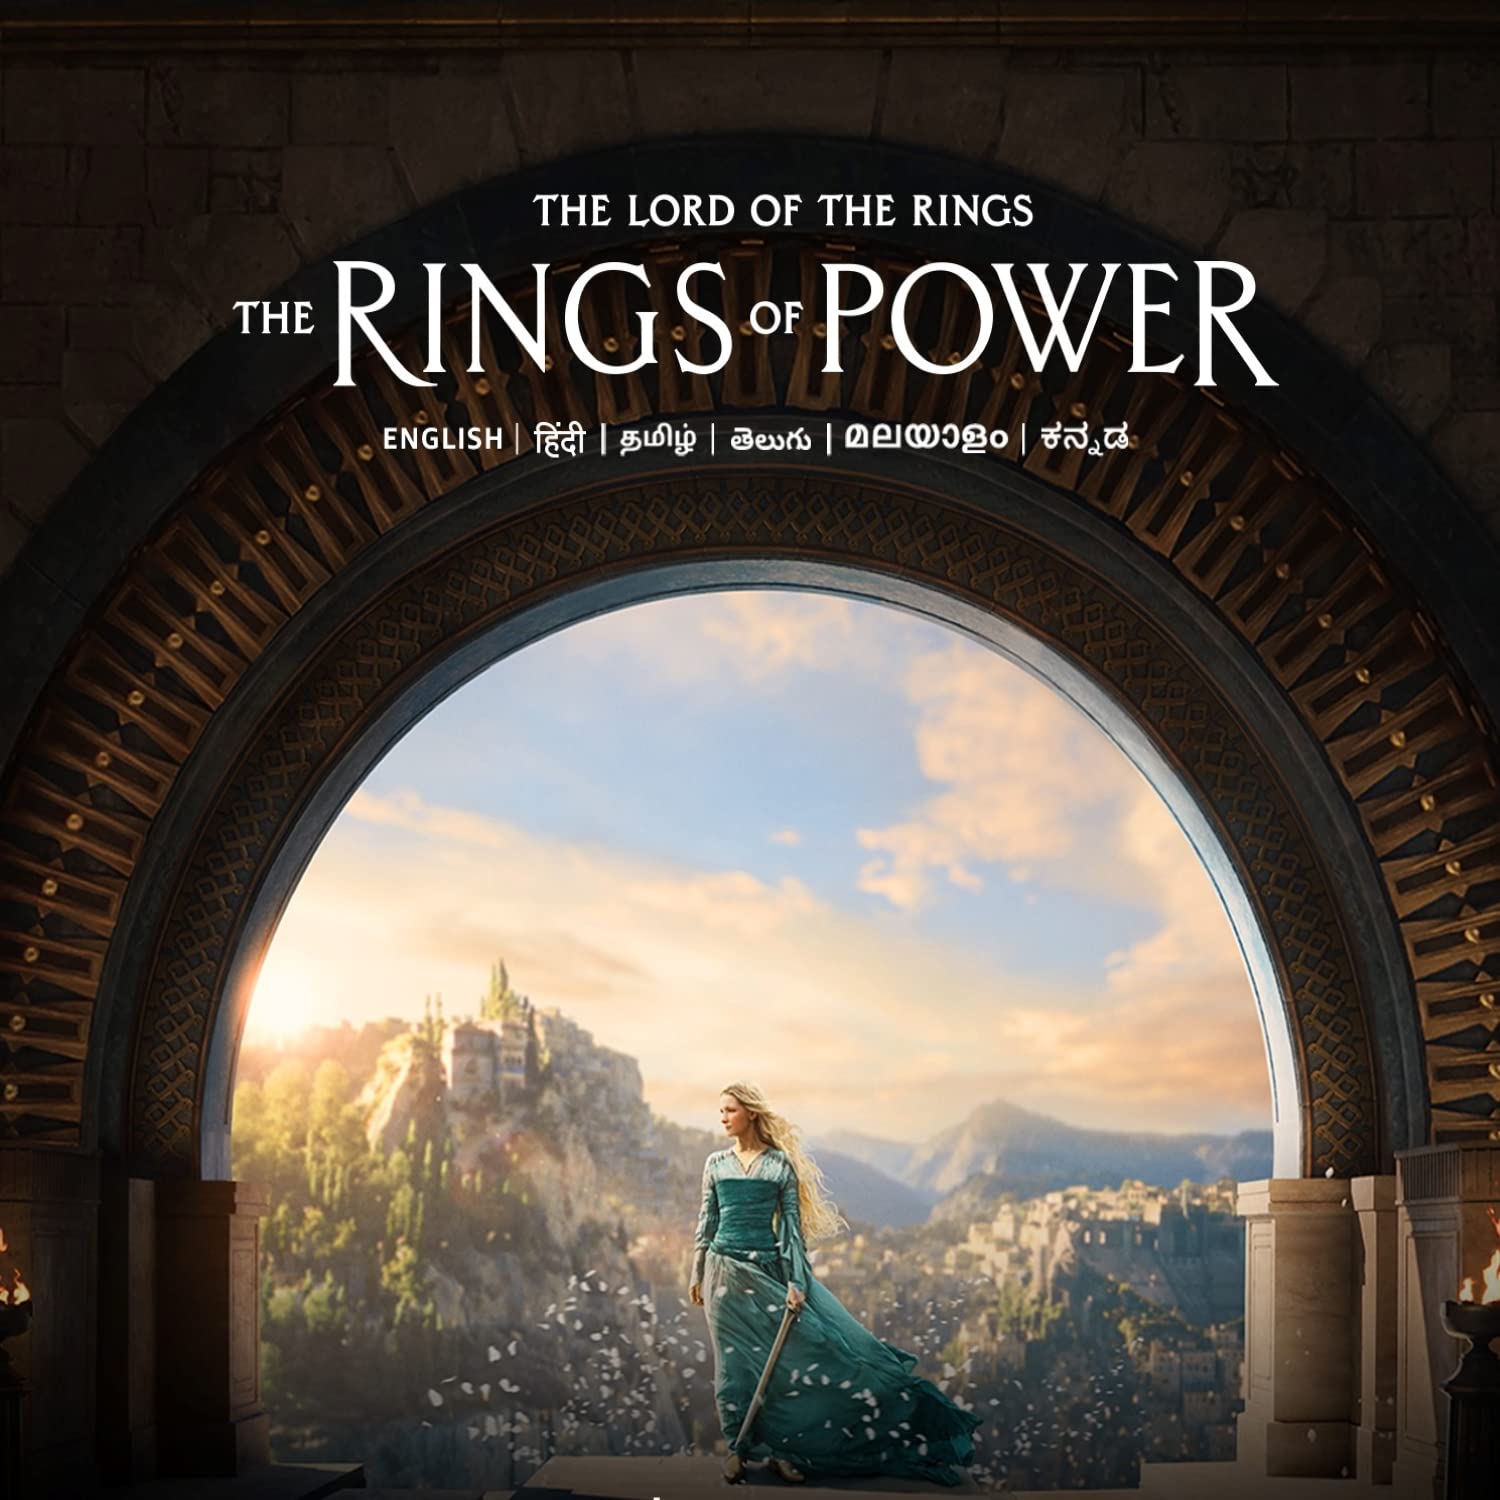 THE LORD OF THE RINGS
THE RINGS OF POWER
ENGLISH | हिंदी | தமிழ் | తెలుగు | മലയാളം | ಕನ್ನಡ